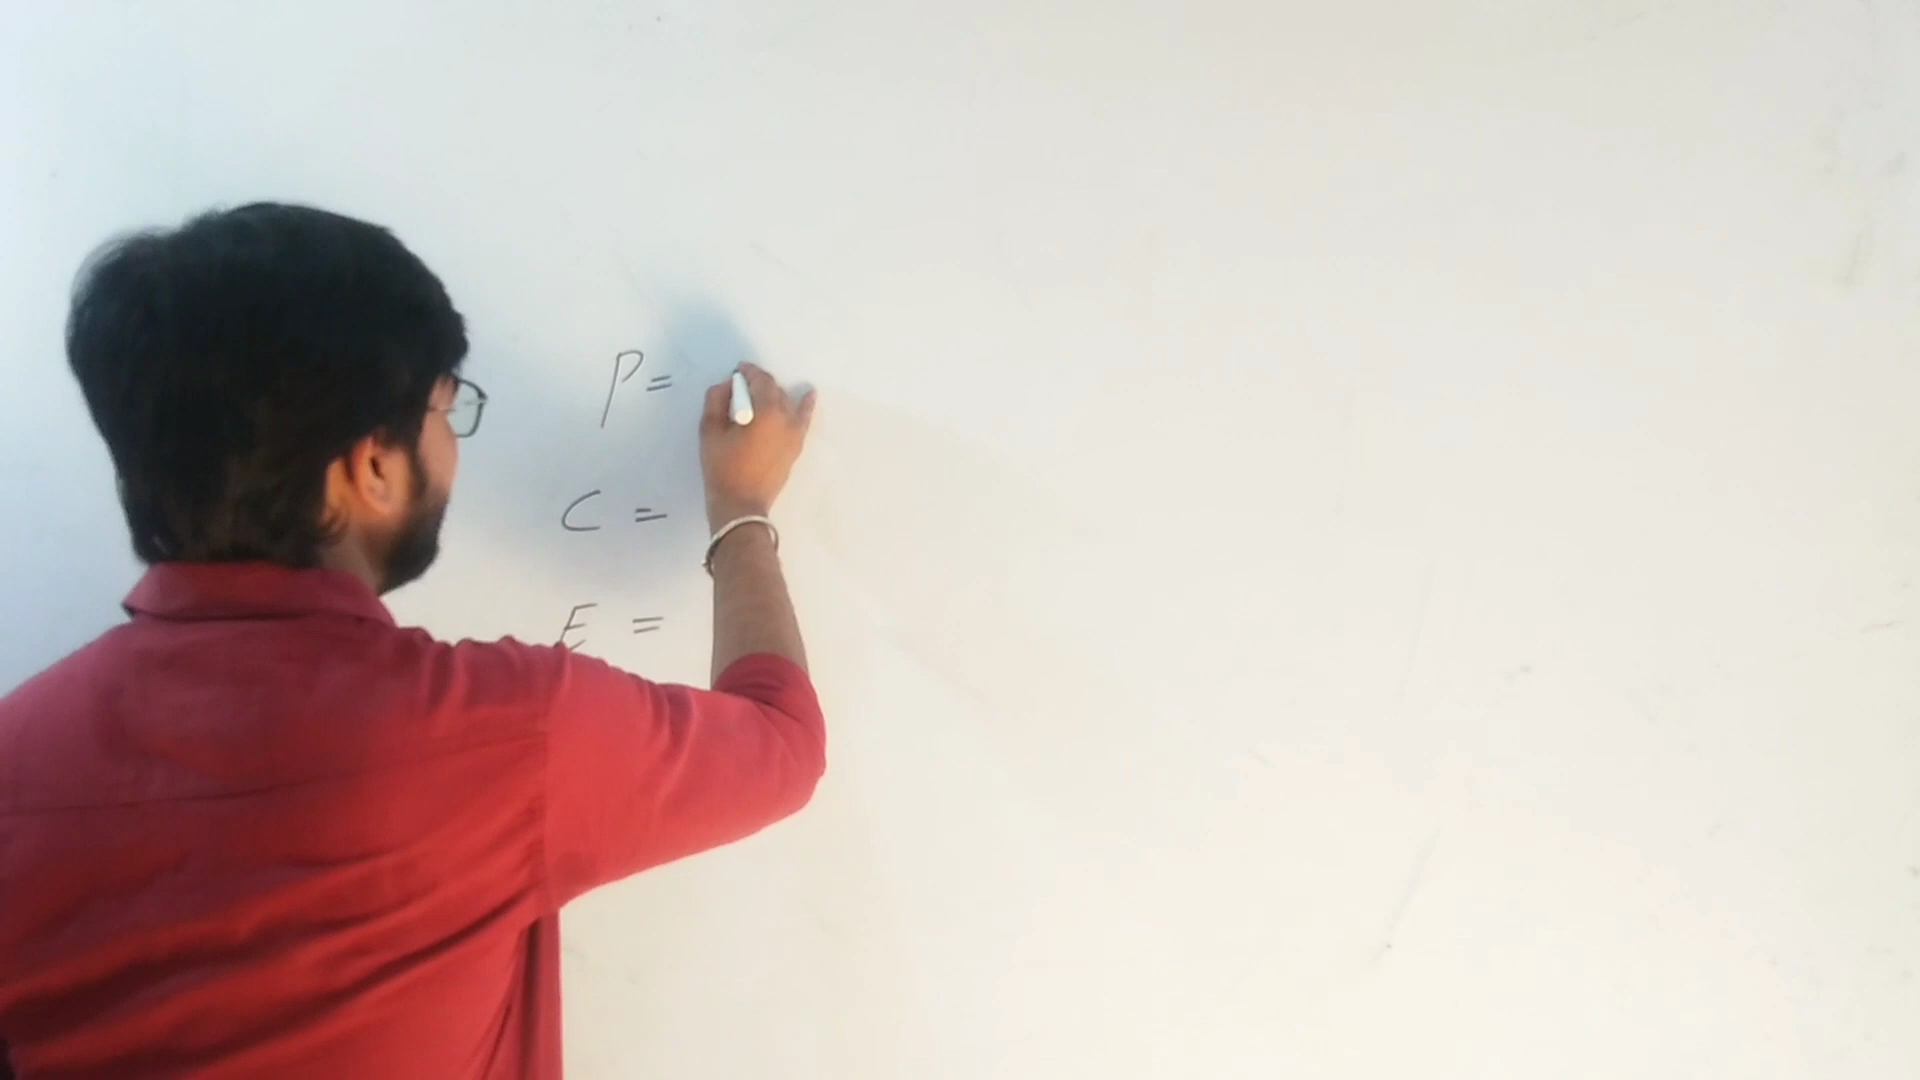 P =
C =
E =